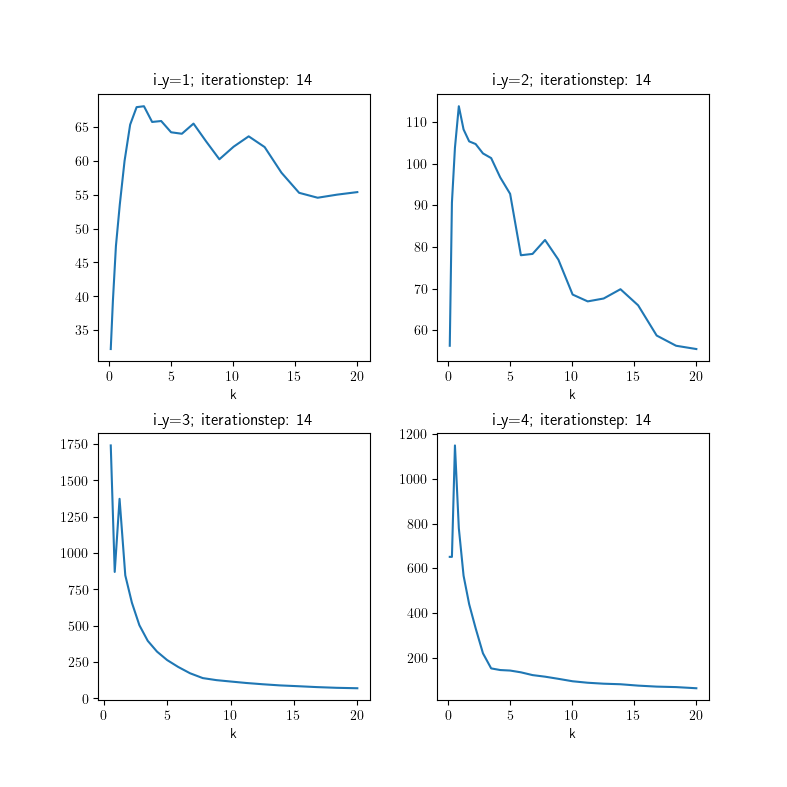 i_y=1; iterationstep: 14
i_y=2; iterationstep: 14
65
60
55
50
45
40
35
110
100
90
80
70
60
0 5 10 15 20
0 5 10 15 20
k
k
i_y=3; iterationstep: 14
i_y=4; iterationstep: 14
1750
1500
1250
1000
750
500
250
0
1200
1000
800
600
400
200
0 5 10 15 20
0 5 10 15 20
k
k